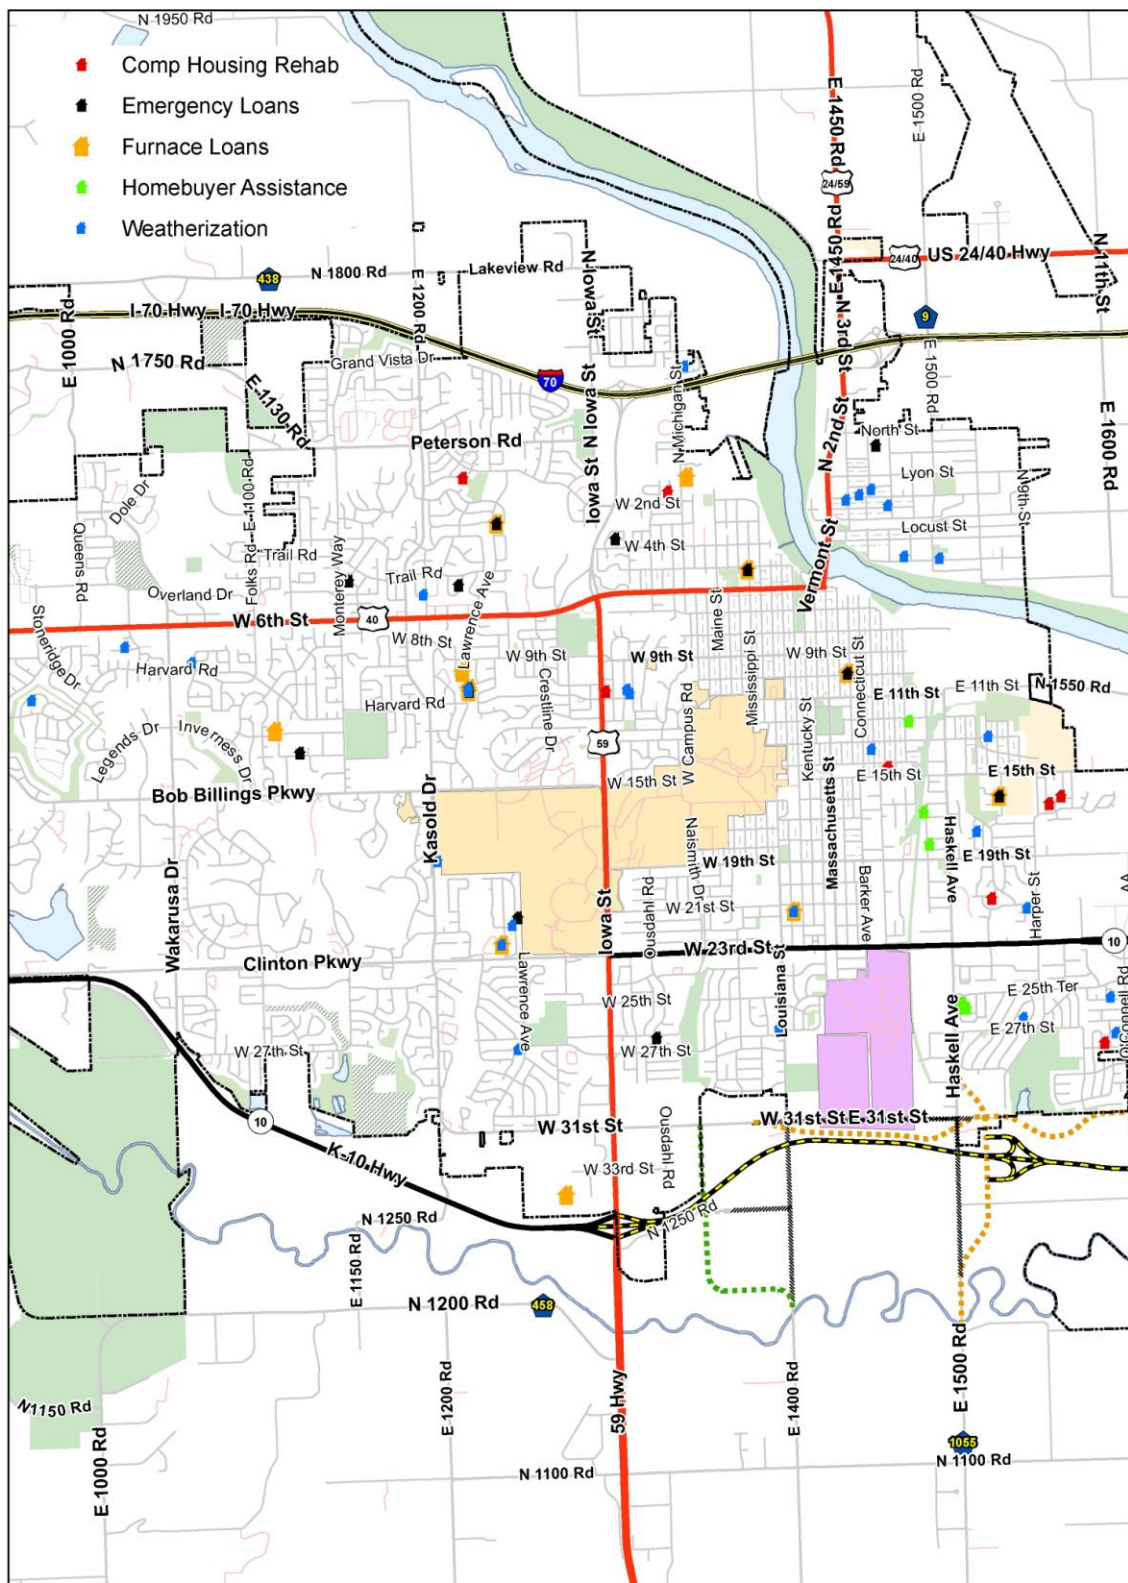 N 1950 Rd
Comp Housing Rehab
Emergency Loans
Furnace Loans
Homebuyer Assistance
Weatherization
E 1450 Rd
E 1500 Rd
24/59
N 11th St
438
N 1800 Rd
E 1200 Rd
Lakeview Rd
N Iowa St
E 1450 Rd
24/40
US 24/40 Hwy
E 1000 Rd
I-70 Hwy
I-70 Hwy
9
N 1750 Rd
Grand Vista Dr
70
N 3rd St
E 1500 Rd
E 1130 Rd
N Iowa St
N Michigan St
E 1600 Rd
Peterson Rd
N 2nd St
North St
Lyon St
N 9th St
Dole Dr
E 1100 Rd
Iowa St
W 2nd St
Queens Rd
Folks Rd
Trail Rd
Monterey Way
W 4th St
Locust St
Overland Dr
Trail Rd
Lawrence Ave
Vermont St
W 6th St
40
Maine St
Stoneridge Dr
W 8th St
W 9th St
W 9th St
Mississippi St
W 9th St
Connecticut St
Harvard Rd
Harvard Rd
Crestline Dr
W Campus Rd
E 11th St
E 11th St
N 1550 Rd
Legends Dr
Inverness Dr
59
Kentucky St
Bob Billings Pkwy
Kasold Dr
W 15th St
Massachusetts St
E 15th St
E 15th St
Naismith Dr
Haskell Ave
W 19th St
E 19th St
Wakarusa Dr
Iowa St
Ousdahl Rd
W 21st St
Barker Ave
Harper St
Clinton Pkwy
W 23rd St
10
Lawrence Ave
Louisiana St
W 25th St
E 25th Ter
O'Connell Rd
W 27th St
W 27th St
Haskell Ave
E 27th St
10
W 31st St
W 31st St
E 31st St
K-10 Hwy
W 33rd St
Ousdahl Rd
N 1250 Rd
N 1250 Rd
E 1150 Rd
N 1200 Rd
458
E 1500 Rd
N1150 Rd
E 1000 Rd
E 1200 Rd
59 Hwy
E 1400 Rd
1055
N 1100 Rd
N 1100 Rd